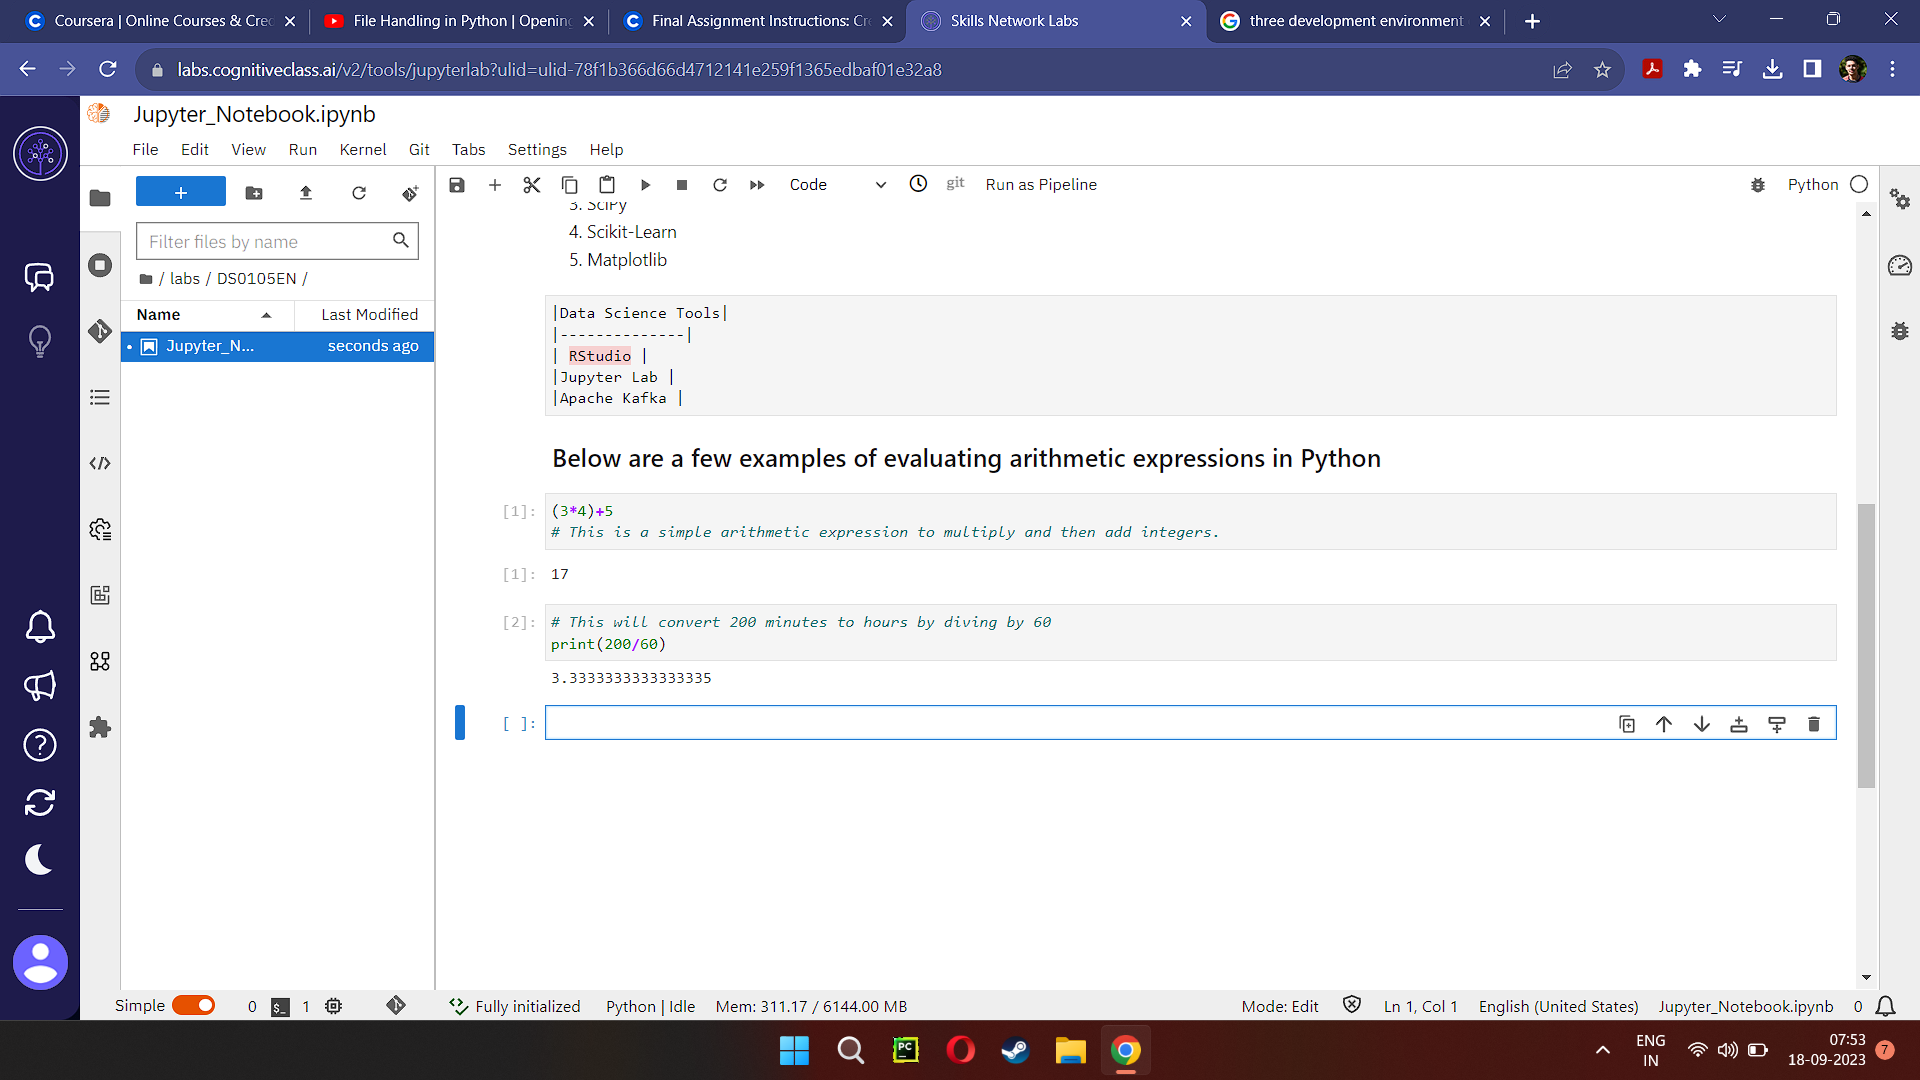 Coursera | Online Courses & Cre
File Handling in Python | Opening
Final Assignment Instructions: Cr
Skills Network Labs
three development environment
labs.cognitiveclass.ai/v2/tools/jupyterlab?ulid=ulid-78f1b366d66d4712141e259f1365edbaf01e32a8
Jupyter_Notebook.ipynb
File Edit View Run Kernel Git Tabs Settings Help
+
Filter files by name
/ labs / DS0105EN /
Name Last Modified
Jupyter_N... seconds ago
Code git Run as Pipeline Python
3. SciPy
4. Scikit-Learn
5. Matplotlib
|Data Science Tools|
|--------------|
| RStudio |
|Jupyter Lab |
|Apache Kafka |
Below are a few examples of evaluating arithmetic expressions in Python
[1]: (3*4)+5
# This is a simple arithmetic expression to multiply and then add integers.
[1]: 17
[2]: # This will convert 200 minutes to hours by diving by 60
print(200/60)
3.3333333333333335
[ ]:
Simple 0 $_ 1 Fully initialized Python | Idle Mem: 311.17 / 6144.00 MB Mode: Edit Ln 1, Col 1 English (United States) Jupyter_Notebook.ipynb 0
PC
ENG
IN
07:53
18-09-2023
7